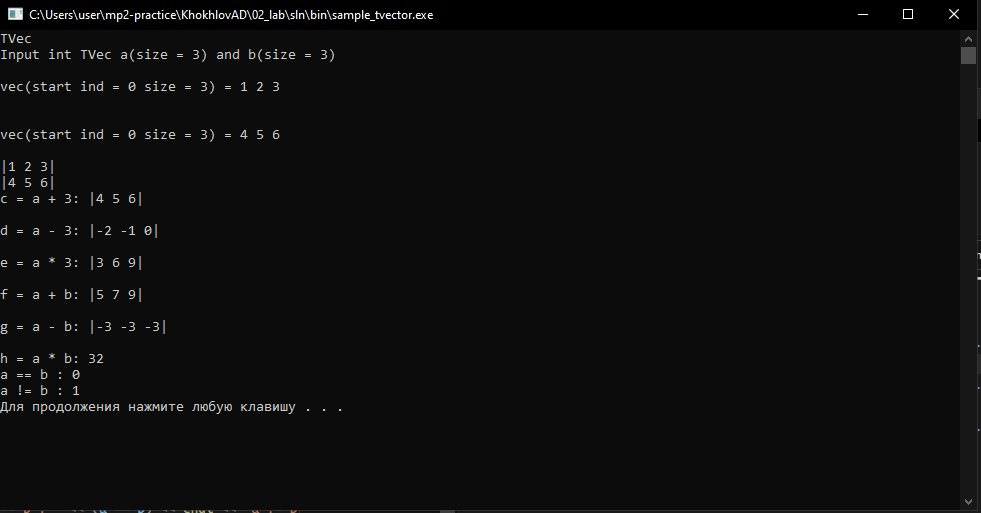 C:\Users\user\mp2-practice\KhokhlovAD\02_lab\sln\bin\sample_tvector.exe
TVec
Input int TVec a(size = 3) and b(size = 3)
vec(start ind = 0 size = 3) = 1 2 3
vec(start ind = 0 size = 3) = 4 5 6
|1 2 3|
|4 5 6|
c = a + 3: |4 5 6|
d = a - 3: |-2 -1 0|
e = a * 3: |3 6 9|
f = a + b: |5 7 9|
g = a - b: |-3 -3 -3|
h = a * b: 32
a == b : 0
a != b : 1
Для продолжения нажмите любую клавишу . . .